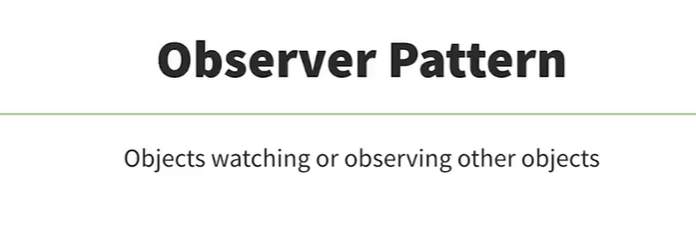 Observer Pattern
Objects watching or observing other objects